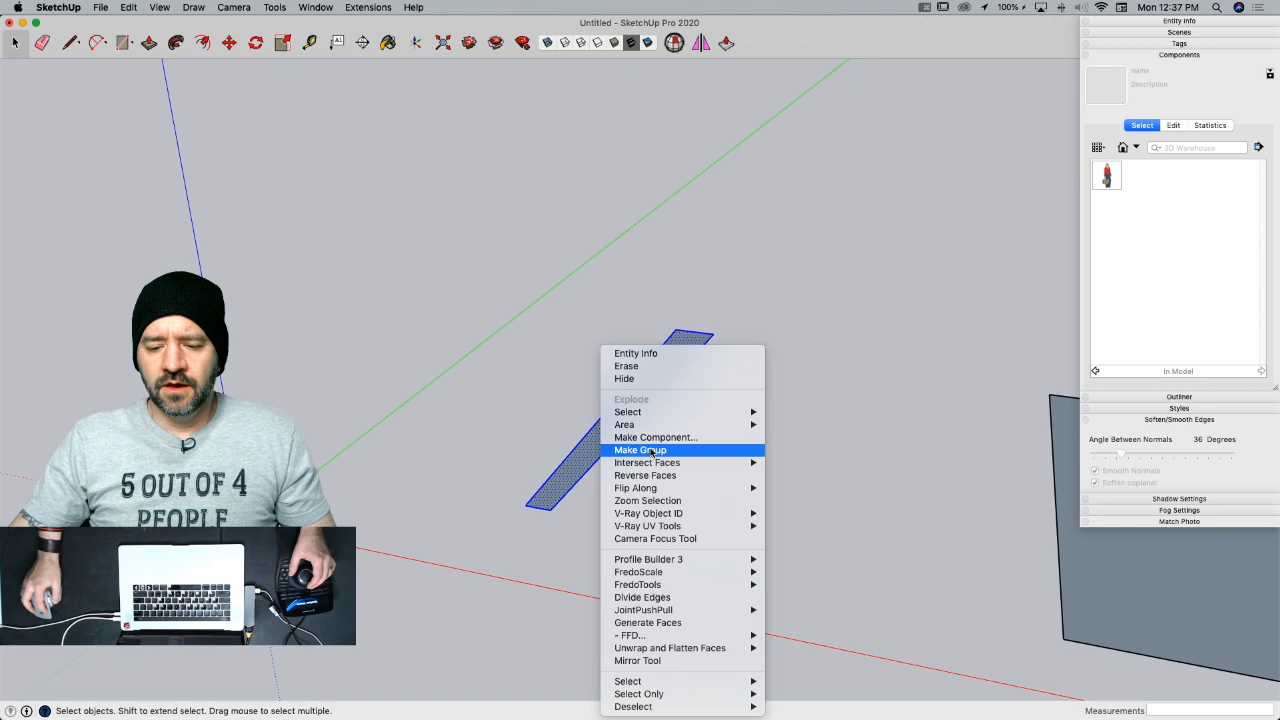 SketchUp File Edit View Draw Camera Tools Window Extensions Help
100% Mon 12:37 PM
Untitled - SketchUp Pro 2020
Entity Info
Scenes
Tags
Components
Name
Description
Select Edit Statistics
3D Warehouse
In Model
Outliner
Styles
Soften/Smooth Edges
Angle Between Normals 36 Degrees
Smooth Normals
Soften coplanar
Shadow Settings
Fog Settings
Match Photo
Entity Info
Erase
Hide
Explode
Select
Area
Make Component...
Make Group
Intersect Faces
Reverse Faces
Flip Along
Zoom Selection
V-Ray Object ID
V-Ray UV Tools
Camera Focus Tool
Profile Builder 3
FredoScale
FredoTools
Divide Edges
JointPushPull
Generate Faces
- FFD...
Unwrap and Flatten Faces
Mirror Tool
Select
Select Only
Deselect
5 OUT OF 4
PEOPLE
Select objects. Shift to extend select. Drag mouse to select multiple.
Measurements